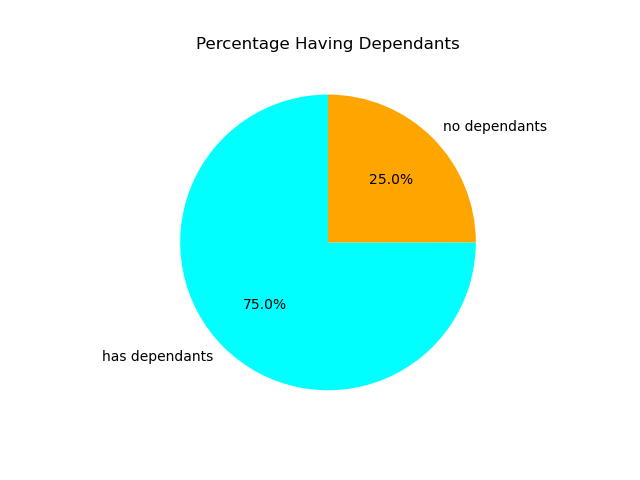 Percentage Having Dependants
no dependants
25.0%
75.0%
has dependants